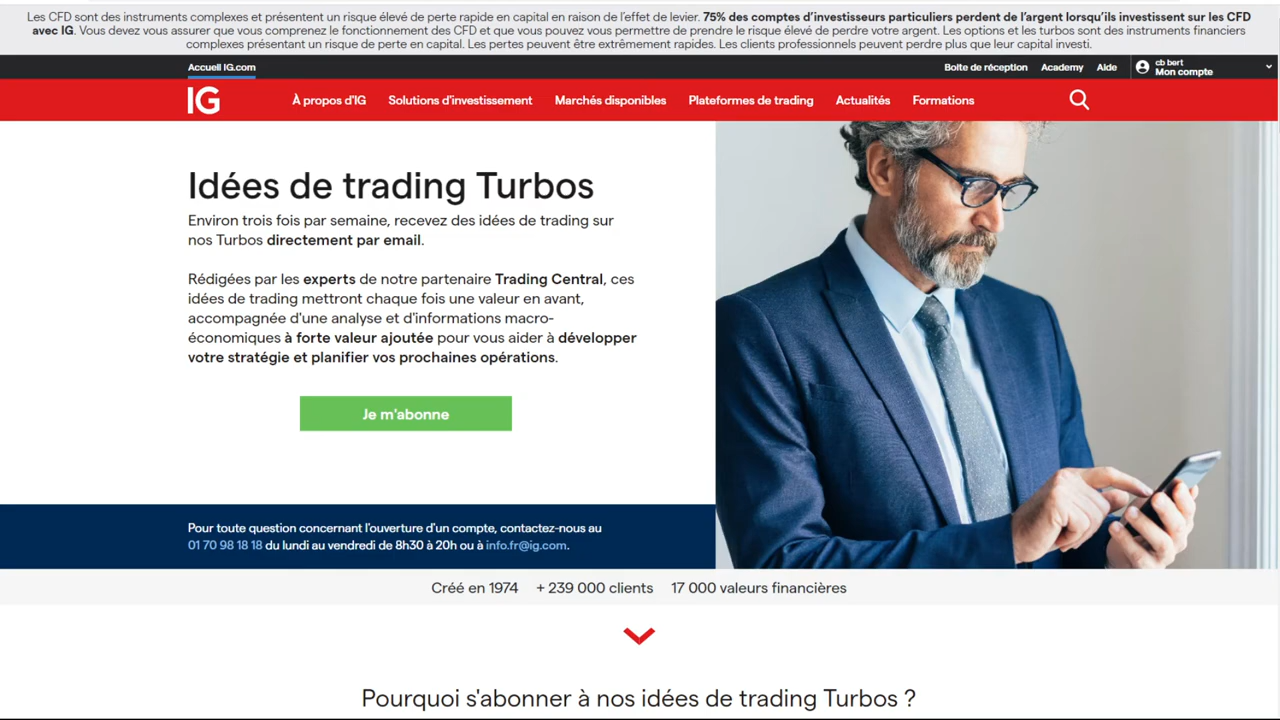 Les CFD sont des instruments complexes et présentent un risque élevé de perte rapide en capital en raison de l’effet de levier. 75% des comptes d’investisseurs particuliers perdent de l’argent lorsqu’ils investissent sur les CFD
avec IG. Vous devez vous assurer que vous comprenez le fonctionnement des CFD et que vous pouvez vous permettre de prendre le risque élevé de perdre votre argent. Les options et les turbos sont des instruments financiers
complexes présentant un risque de perte en capital. Les pertes peuvent être extrêmement rapides. Les clients professionnels peuvent perdre plus que leur capital investi.
Accueil IG.com
Boite de réception Academy Aide
cb bert
Mon compte
IG
À propos d'IG Solutions d'investissement Marchés disponibles Plateformes de trading Actualités Formations
Idées de trading Turbos
Environ trois fois par semaine, recevez des idées de trading sur
nos Turbos directement par email.
Rédigées par les experts de notre partenaire Trading Central, ces
idées de trading mettront chaque fois une valeur en avant,
accompagnée d'une analyse et d'informations macro-
économiques à forte valeur ajoutée pour vous aider à développer
votre stratégie et planifier vos prochaines opérations.
Je m'abonne
Pour toute question concernant l'ouverture d'un compte, contactez-nous au
01 70 98 18 18 du lundi au vendredi de 8h30 à 20h ou à info.fr@ig.com.
Créé en 1974 + 239 000 clients 17 000 valeurs financières
Pourquoi s'abonner à nos idées de trading Turbos ?